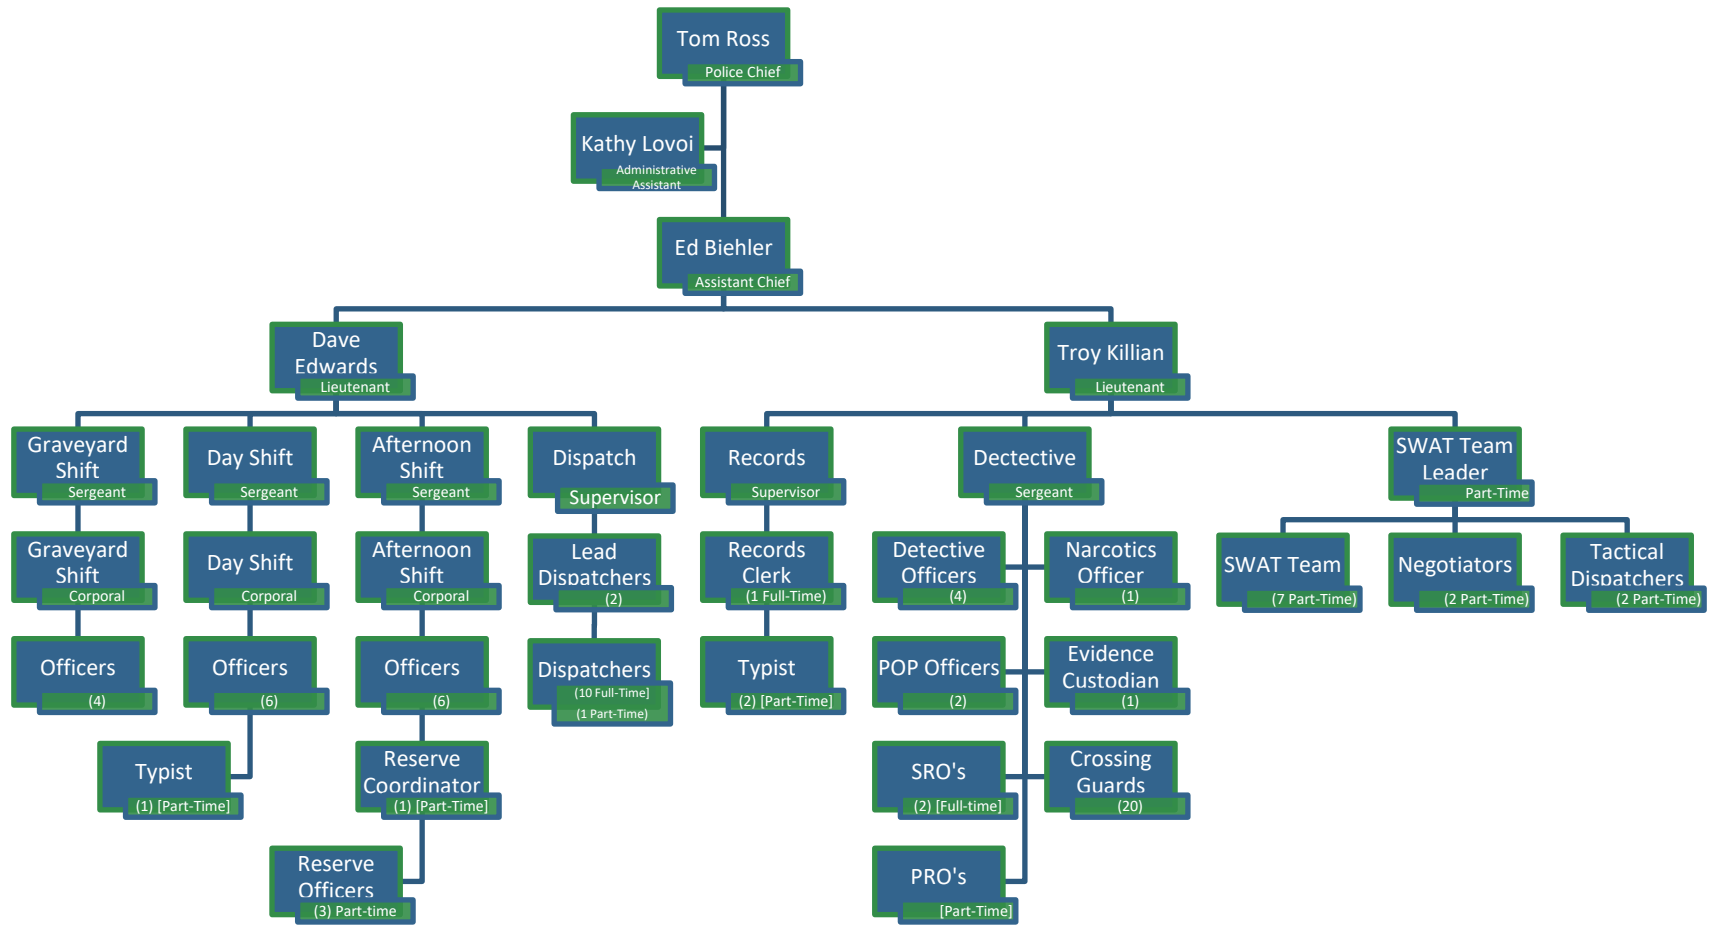 Tom Ross
Police Chief
Kathy Lovoi
Administrative
Assistant
Ed Biehler
Assistant Chief
Dave
Edwards
Lieutenant
Troy Killian
Lieutenant
Graveyard
Shift
Sergeant
Day Shift
Sergeant
Afternoon
Shift
Sergeant
Dispatch
Supervisor
Records
Supervisor
Dectective
Sergeant
SWAT Team
Leader
Part-Time
Graveyard
Shift
Corporal
Day Shift
Corporal
Afternoon
Shift
Corporal
Lead
Dispatchers
(2)
Records
Clerk
(1 Full-Time)
Detective
Officers
(4)
Narcotics
Officer
(1)
SWAT Team
(7 Part-Time)
Negotiators
(2 Part-Time)
Tactical
Dispatchers
(2 Part-Time)
Officers
(4)
Officers
(6)
Officers
(6)
Dispatchers
(10 Full-Time]
(1 Part-Time)
Typist
(2) [Part-Time]
POP Officers
(2)
Evidence
Custodian
(1)
Typist
(1) [Part-Time]
Reserve
Coordinator
(1) [Part-Time]
SRO's
(2) [Full-time]
Crossing
Guards
(20)
Reserve
Officers
(3) Part-time
PRO's
[Part-Time]